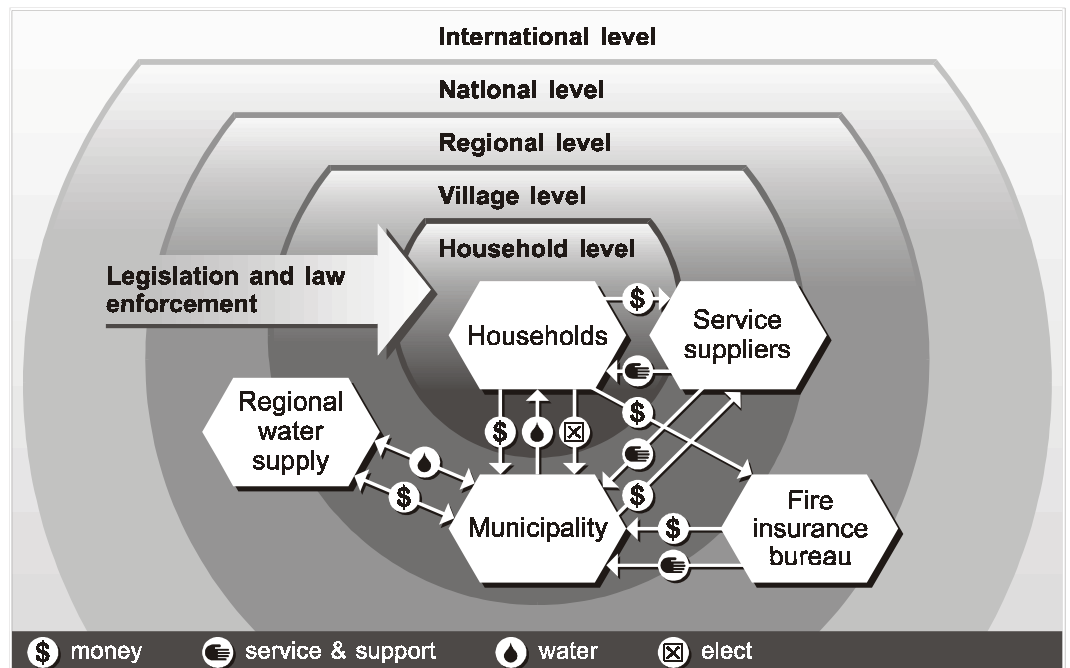 International level
National level
Regional level
Village level
Household level
Legislation and law
enforcement
Households
$
Service
suppliers
Regional
water
supply
$
$
$
$
Municipality
$
Fire
insurance
bureau
$ money
service & support
water
elect